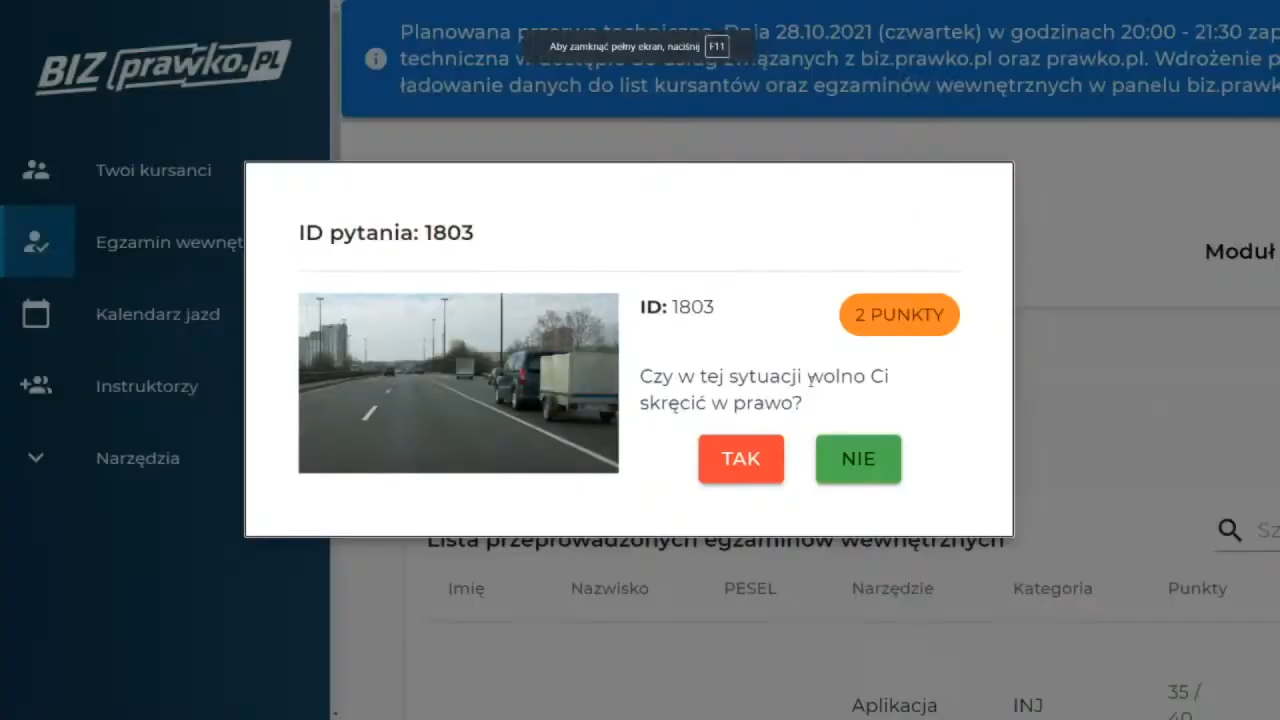 BIZ prawko.PL
Planowana przerwa techniczna. Dnia 28.10.2021 (czwartek) w godzinach 20:00 - 21:30
techniczna w dostępie do usług związanych z biz.prawko.pl oraz prawko.pl. Wdrożenie
ładowanie danych do list kursantów oraz egzaminów wewnętrznych w panelu biz.prawk
Aby zamknąć pełny ekran, naciśnij F11
Twoi kursanci
Egzamin wewnęt
Kalendarz jazd
Instruktorzy
Narzędzia
Moduł
ID pytania: 1803
ID: 1803
2 PUNKTY
Czy w tej sytuacji wolno Ci
skręcić w prawo?
TAK NIE
Lista przeprowadzonych egzaminów wewnętrznych
Imię Nazwisko PESEL Narzędzie Kategoria Punkty
Aplikacja INJ 35 /
40